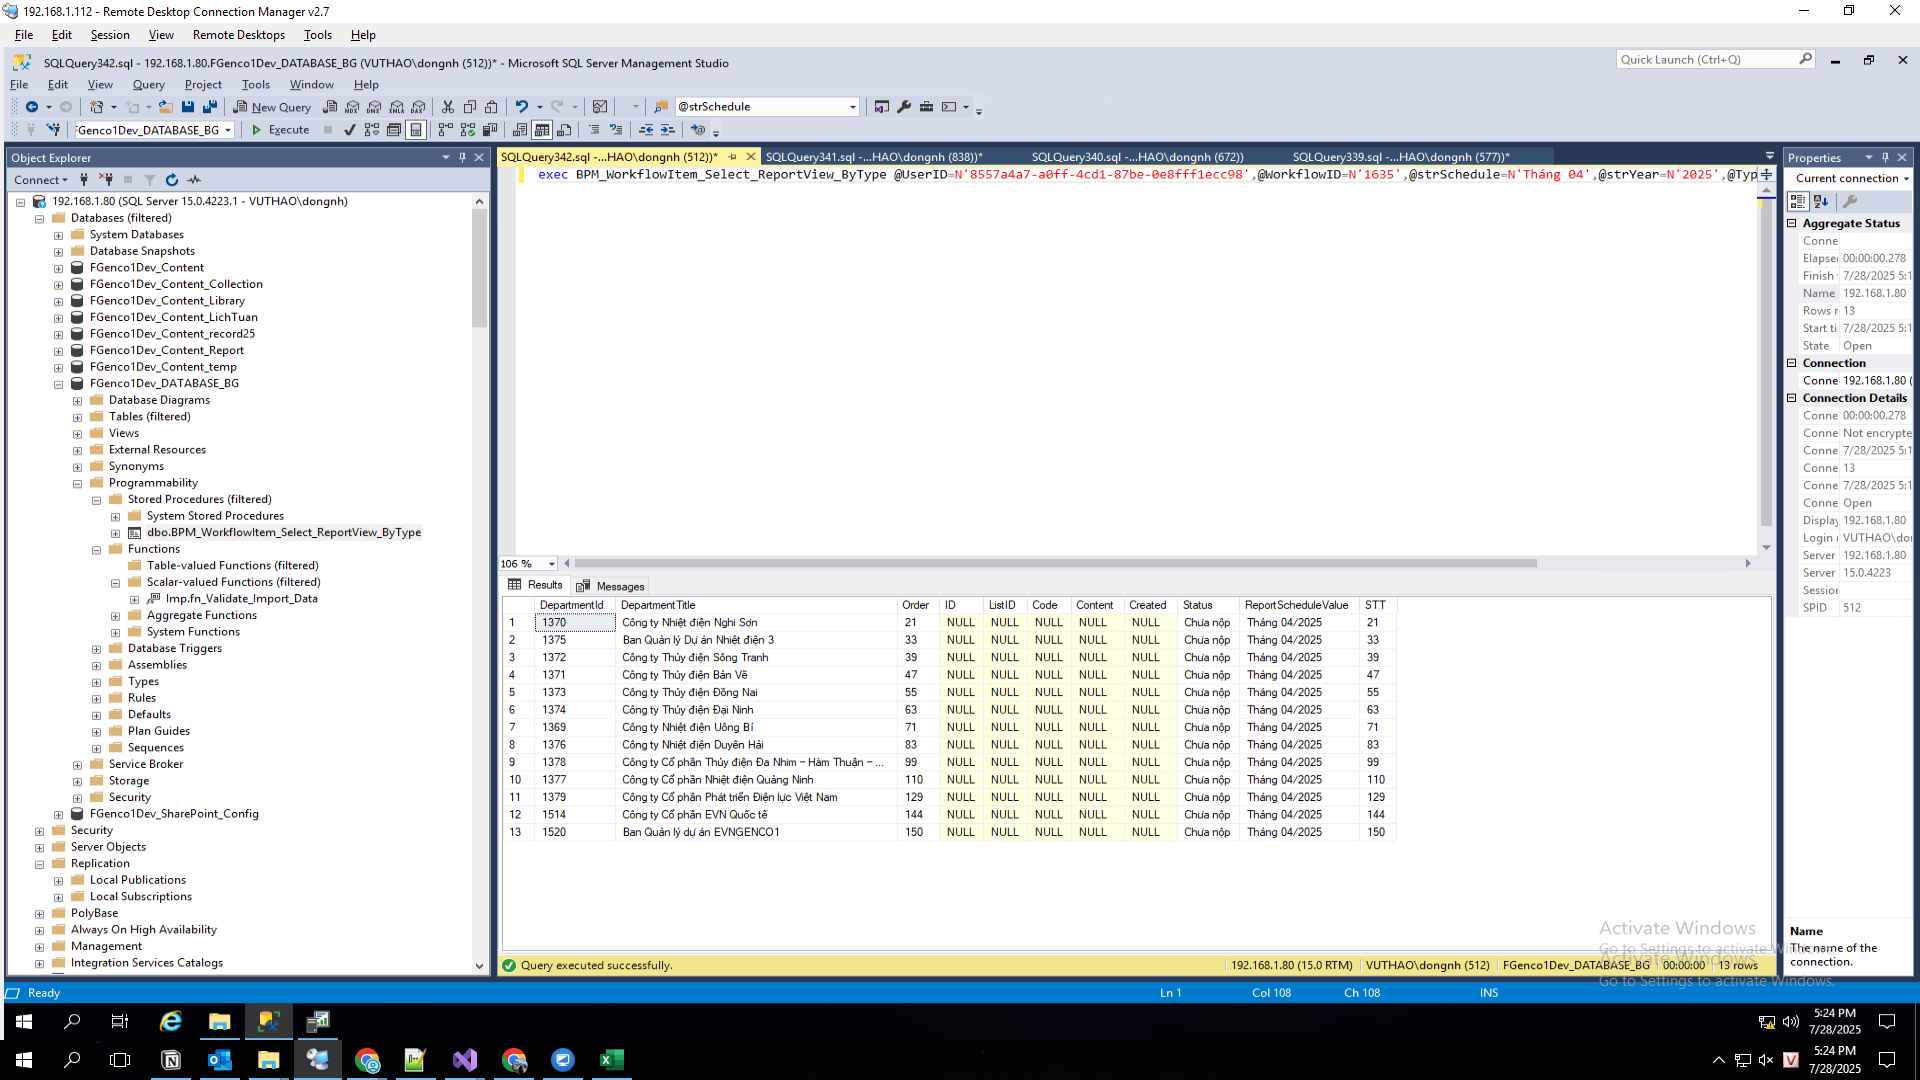 192.168.1.112 - Remote Desktop Connection Manager v2.7
File Edit Session View Remote Desktops Tools Help
SQLQuery342.sql - 192.168.1.80.FGenco1Dev_DATABASE_BG (VUTHAO\dongnh (512))* - Microsoft SQL Server Management Studio
Quick Launch (Ctrl+Q)
File Edit View Query Project Tools Window Help
New Query @strSchedule
Genco1Dev_DATABASE_BG Execute
Object Explorer
Connect
192.168.1.80 (SQL Server 15.0.4223.1 - VUTHAO\dongnh)
Databases (filtered)
System Databases
Database Snapshots
FGenco1Dev_Content
FGenco1Dev_Content_Collection
FGenco1Dev_Content_Library
FGenco1Dev_Content_LichTuan
FGenco1Dev_Content_record25
FGenco1Dev_Content_Report
FGenco1Dev_Content_temp
FGenco1Dev_DATABASE_BG
Database Diagrams
Tables (filtered)
Views
External Resources
Synonyms
Programmability
Stored Procedures (filtered)
System Stored Procedures
dbo.BPM_WorkflowItem_Select_ReportView_ByType
Functions
Table-valued Functions (filtered)
Scalar-valued Functions (filtered)
Imp.fn_Validate_Import_Data
Aggregate Functions
System Functions
Database Triggers
Assemblies
Types
Rules
Defaults
Plan Guides
Sequences
Service Broker
Storage
Security
FGenco1Dev_SharePoint_Config
Security
Server Objects
Replication
Local Publications
Local Subscriptions
PolyBase
Always On High Availability
Management
Integration Services Catalogs
SQLQuery342.sql -...HAO\dongnh (512))* SQLQuery341.sql -...HAO\dongnh (838))* SQLQuery340.sql -...HAO\dongnh (672)) SQLQuery339.sql -...HAO\dongnh (577))*
exec BPM_WorkflowItem_Select_ReportView_ByType @UserID=N'8557a4a7-a0ff-4cd1-87be-0e8fff1ecc98',@WorkflowID=N'1635',@strSchedule=N'Tháng 04',@strYear=N'2025',@Typ
106 %
Results Messages
DepartmentId DepartmentTitle Order ID ListID Code Content Created Status ReportScheduleValue STT
1 1370 Công ty Nhiệt điện Nghi Sơn 21 NULL NULL NULL NULL NULL Chưa nộp Tháng 04/2025 21
2 1375 Ban Quản lý Dự án Nhiệt điện 3 33 NULL NULL NULL NULL NULL Chưa nộp Tháng 04/2025 33
3 1372 Công ty Thủy điện Sông Tranh 39 NULL NULL NULL NULL NULL Chưa nộp Tháng 04/2025 39
4 1371 Công ty Thủy điện Bản Vẽ 47 NULL NULL NULL NULL NULL Chưa nộp Tháng 04/2025 47
5 1373 Công ty Thủy điện Đồng Nai 55 NULL NULL NULL NULL NULL Chưa nộp Tháng 04/2025 55
6 1374 Công ty Thủy điện Đại Ninh 63 NULL NULL NULL NULL NULL Chưa nộp Tháng 04/2025 63
7 1369 Công ty Nhiệt điện Uông Bí 71 NULL NULL NULL NULL NULL Chưa nộp Tháng 04/2025 71
8 1376 Công ty Nhiệt điện Duyên Hải 83 NULL NULL NULL NULL NULL Chưa nộp Tháng 04/2025 83
9 1378 Công ty Cổ phần Thủy điện Đa Nhim – Hàm Thuận – ... 99 NULL NULL NULL NULL NULL Chưa nộp Tháng 04/2025 99
10 1377 Công ty Cổ phần Nhiệt điện Quảng Ninh 110 NULL NULL NULL NULL NULL Chưa nộp Tháng 04/2025 110
11 1379 Công ty Cổ phần Phát triển Điện lực Việt Nam 129 NULL NULL NULL NULL NULL Chưa nộp Tháng 04/2025 129
12 1514 Công ty Cổ phần EVN Quốc tế 144 NULL NULL NULL NULL NULL Chưa nộp Tháng 04/2025 144
13 1520 Ban Quản lý dự án EVNGENCO1 150 NULL NULL NULL NULL NULL Chưa nộp Tháng 04/2025 150
Query executed successfully. 192.168.1.80 (15.0 RTM) VUTHAO\dongnh (512) FGenco1Dev_DATABASE_BG 00:00:00 13 rows
Properties
Current connection
Aggregate Status
Conne
Elapse 00:00:00.278
Finish 7/28/2025 5:1
Name 192.168.1.80
Rows r 13
Start ti 7/28/2025 5:1
State Open
Connection
Conne 192.168.1.80 (
Connection Details
Conne 00:00:00.278
Conne Not encrypte
Conne 7/28/2025 5:1
Conne 13
Conne 7/28/2025 5:1
Conne Open
Display 192.168.1.80
Login VUTHAO\do
Server 192.168.1.80
Server 15.0.4223
Session
SPID 512
Name
The name of the
connection.
Activate Windows
Go to Settings to activate Windows.
Activate Windows
Go to Settings to activate Windows.
Ready Ln 1 Col 108 Ch 108 INS
5:24 PM
7/28/2025
5:24 PM
7/28/2025